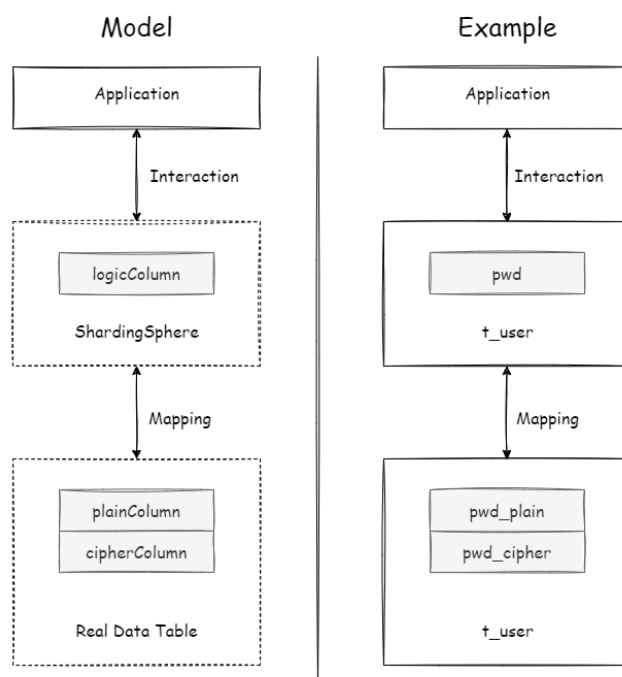 Model
Application
Interaction
logicColumn
ShardingSphere
Mapping
plainColumn
cipherColumn
Real Data Table
Example
Application
Interaction
pwd
t_user
Mapping
pwd_plain
pwd_cipher
t_user